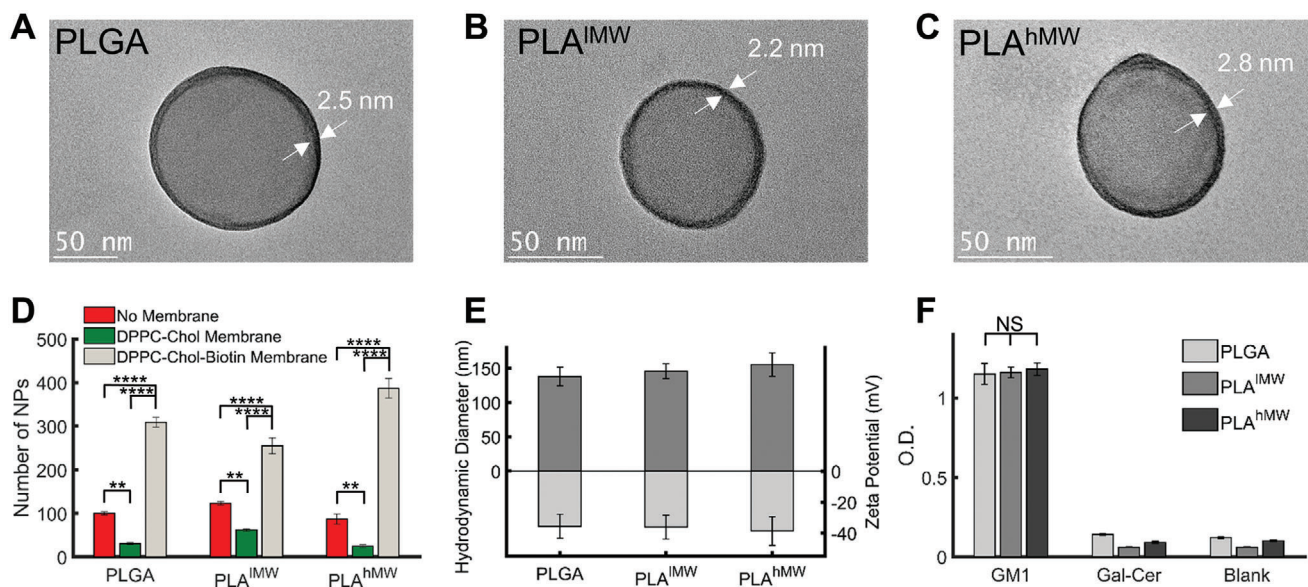 A
PLGA
2.5 nm
50 nm
B
PLA^lMW
2.2 nm
50 nm
C
PLA^hMW
2.8 nm
50 nm
D
No Membrane
DPPC-Chol Membrane
DPPC-Chol-Biotin Membrane
Number of NPs
500
400
300
200
100
0
****
****
**
****
****
**
****
****
**
PLGA
PLA^lMW
PLA^hMW
E
Hydrodynamic Diameter (nm)
150
100
50
0
50
Zeta Potential (mV)
0
-20
-40
PLGA
PLA^lMW
PLA^hMW
F
NS
O.D.
1
0.5
0
PLGA
PLA^lMW
PLA^hMW
GM1
Gal-Cer
Blank